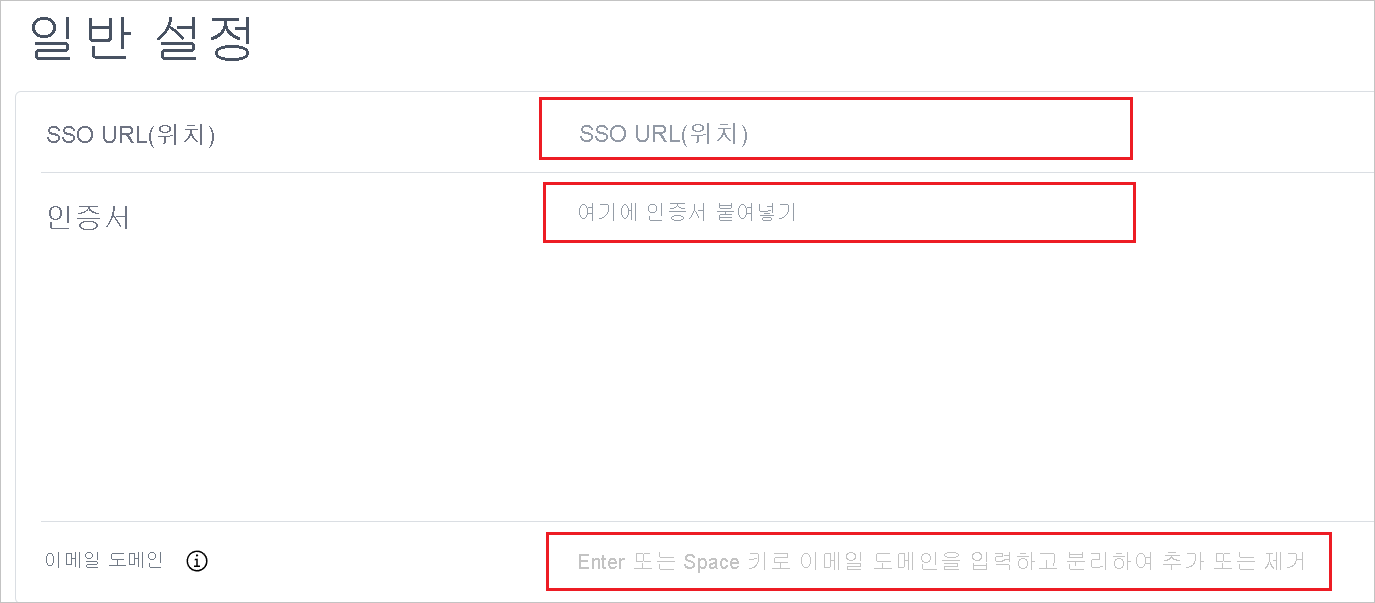 일반 설정
SSO URL(위치)
SSO URL(위치)
인증서
여기에 인증서 붙여넣기
이메일 도메인
Enter 또는 Space 키로 이메일 도메인을 입력하고 분리하여 추가 또는 제거